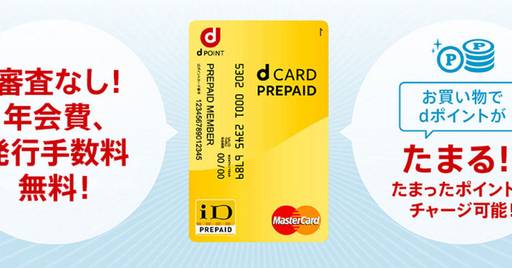 審査なし!
年会費、
発行手数料
無料!
d POINT
PREPAID MEMBER
123456789012345
5302 0001 2345 6789
00/00
d CARD
PREPAID
iD
PREPAID
MasterCard
お買い物で
dポイントが
たまる!
たまったポイント
チャージ可能!